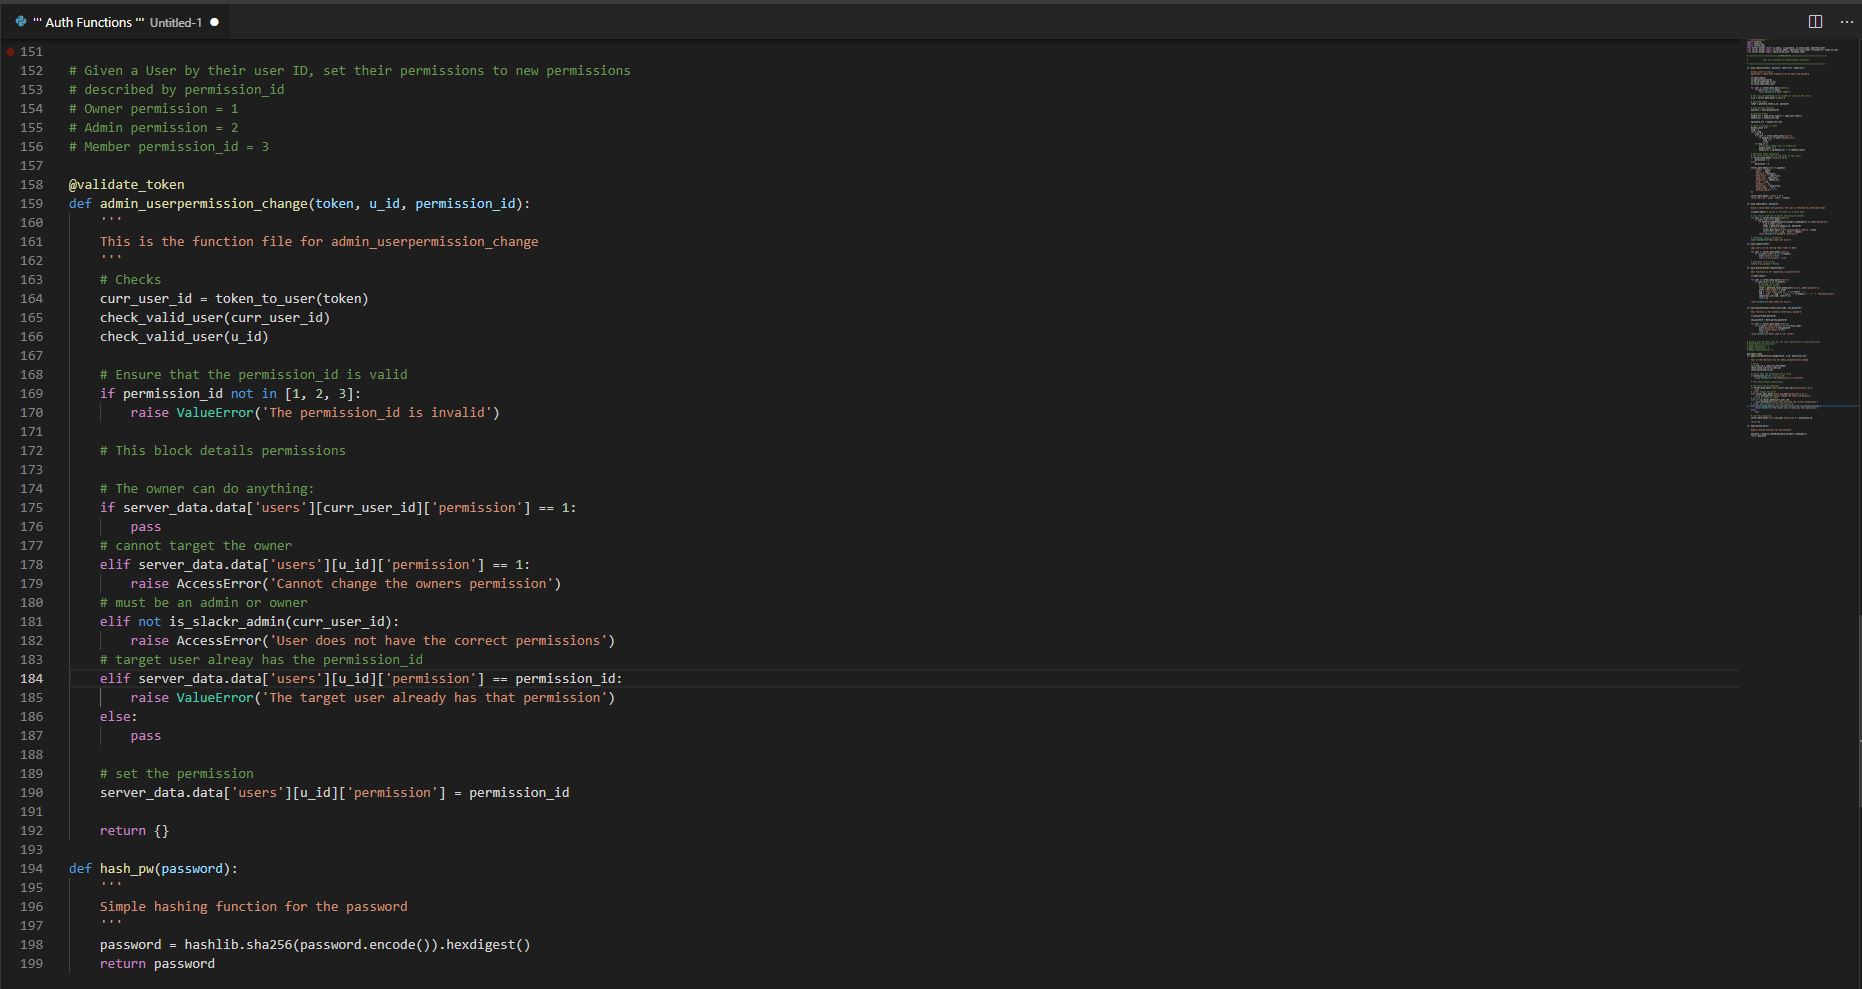 ''' Auth Functions ''' Untitled-1
151
152 # Given a User by their user ID, set their permissions to new permissions
153 # described by permission_id
154 # Owner permission = 1
155 # Admin permission = 2
156 # Member permission_id = 3
157
158 @validate_token
159 def admin_userpermission_change(token, u_id, permission_id):
160     '''
161     This is the function file for admin_userpermission_change
162     '''
163     # Checks
164     curr_user_id = token_to_user(token)
165     check_valid_user(curr_user_id)
166     check_valid_user(u_id)
167
168     # Ensure that the permission_id is valid
169     if permission_id not in [1, 2, 3]:
170         raise ValueError('The permission_id is invalid')
171
172     # This block details permissions
173
174     # The owner can do anything:
175     if server_data.data['users'][curr_user_id]['permission'] == 1:
176         pass
177     # cannot target the owner
178     elif server_data.data['users'][u_id]['permission'] == 1:
179         raise AccessError('Cannot change the owners permission')
180     # must be an admin or owner
181     elif not is_slackr_admin(curr_user_id):
182         raise AccessError('User does not have the correct permissions')
183     # target user alreay has the permission_id
184     elif server_data.data['users'][u_id]['permission'] == permission_id:
185         raise ValueError('The target user already has that permission')
186     else:
187         pass
188
189     # set the permission
190     server_data.data['users'][u_id]['permission'] = permission_id
191
192     return {}
193
194 def hash_pw(password):
195     '''
196     Simple hashing function for the password
197     '''
198     password = hashlib.sha256(password.encode()).hexdigest()
199     return password